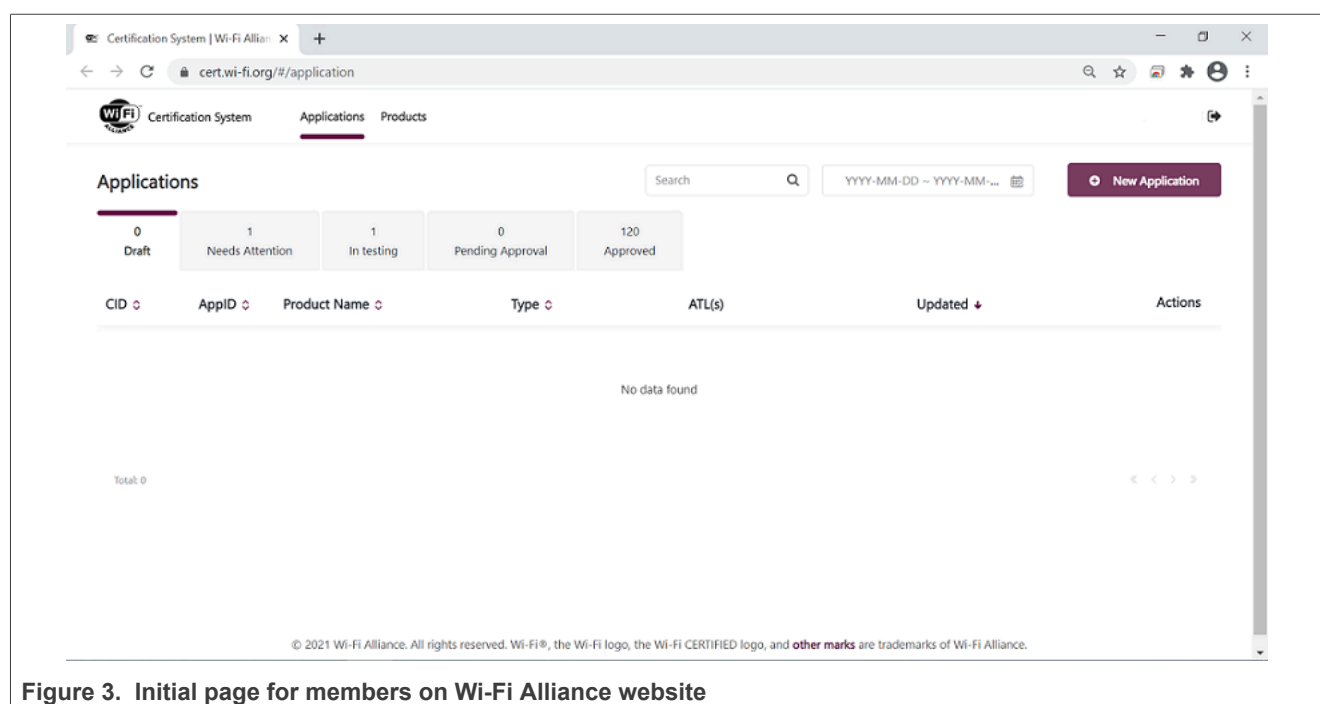 Certification System | Wi-Fi Allian
cert.wi-fi.org/#/application
Wi Fi ALLIANCE Certification System Applications Products
Applications Search YYYY-MM-DD ~ YYYY-MM-... New Application
0 1 1 0 120
Draft Needs Attention In testing Pending Approval Approved
CID AppID Product Name Type ATL(s) Updated Actions
No data found
Total: 0
© 2021 Wi-Fi Alliance. All rights reserved. Wi-Fi®, the Wi-Fi logo, the Wi-Fi CERTIFIED logo, and other marks are trademarks of Wi-Fi Alliance.
Figure 3. Initial page for members on Wi-Fi Alliance website